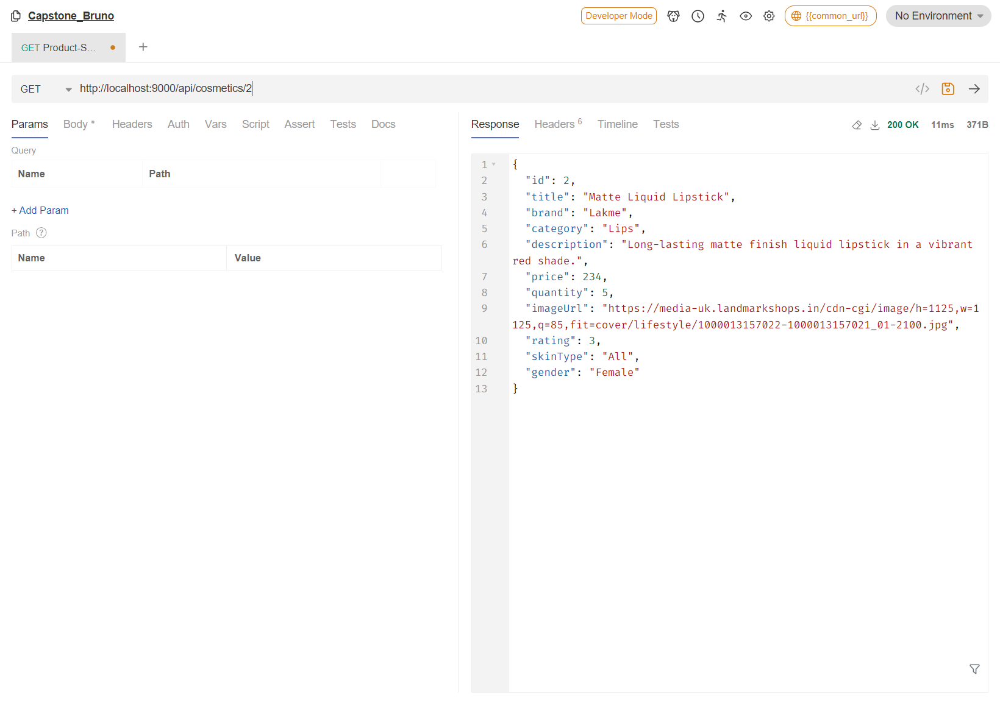 Capstone_Bruno
Developer Mode
{{common_url}}
No Environment
GET Product-S...
GET
http://localhost:9000/api/cosmetics/2
</>
Params
Body
Headers
Auth
Vars
Script
Assert
Tests
Docs
Response
Headers 6
Timeline
Tests
200 OK
11ms
371B
Query
Name
Path
+ Add Param
Path ?
Name
Value
1 {
2 "id": 2,
3 "title": "Matte Liquid Lipstick",
4 "brand": "Lakme",
5 "category": "Lips",
6 "description": "Long-lasting matte finish liquid lipstick in a vibrant
red shade.",
7 "price": 234,
8 "quantity": 5,
9 "imageUrl": "https://media-uk.landmarkshops.in/cdn-cgi/image/h=1125,w=1
125,q=85,fit=cover/lifestyle/1000013157022-1000013157021_01-2100.jpg",
10 "rating": 3,
11 "skinType": "All",
12 "gender": "Female"
13 }